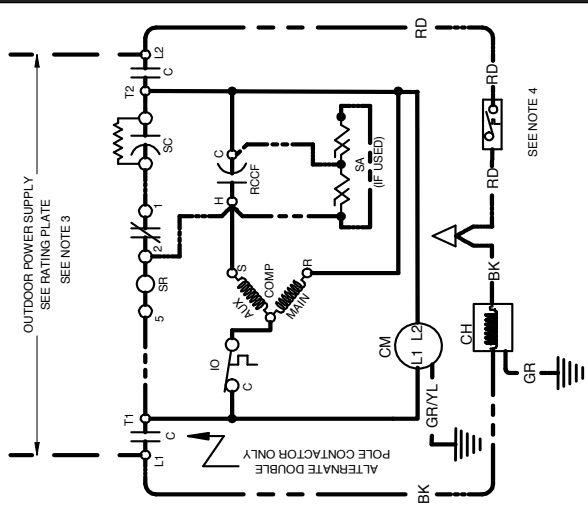 OUTDOOR POWER SUPPLY
SEE RATING PLATE
SEE NOTE 3
L1
C
T1
5
SR
2
1
SC
T2
C
L2
ALTERNATE DOUBLE
POLE CONTACTOR ONLY
IO
C
AUX
S
COMP
MAIN
R
H
RCCF
C
SA
(IF USED)
CM
L1 L2
GR/YL
BK
CH
GR
BK
RD
RD
RD
SEE NOTE 4